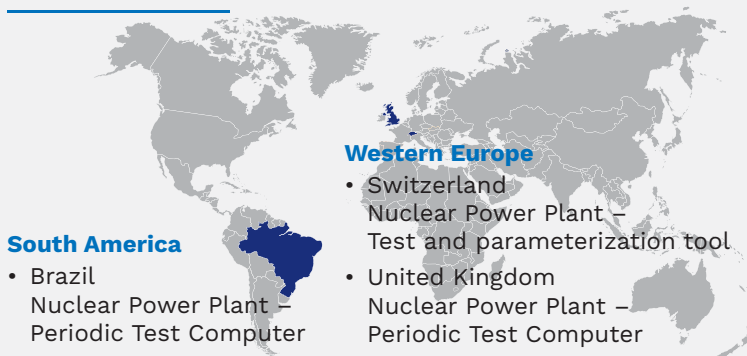 South America
• Brazil
Nuclear Power Plant –
Periodic Test Computer
Western Europe
• Switzerland
Nuclear Power Plant –
Test and parameterization tool
• United Kingdom
Nuclear Power Plant –
Periodic Test Computer